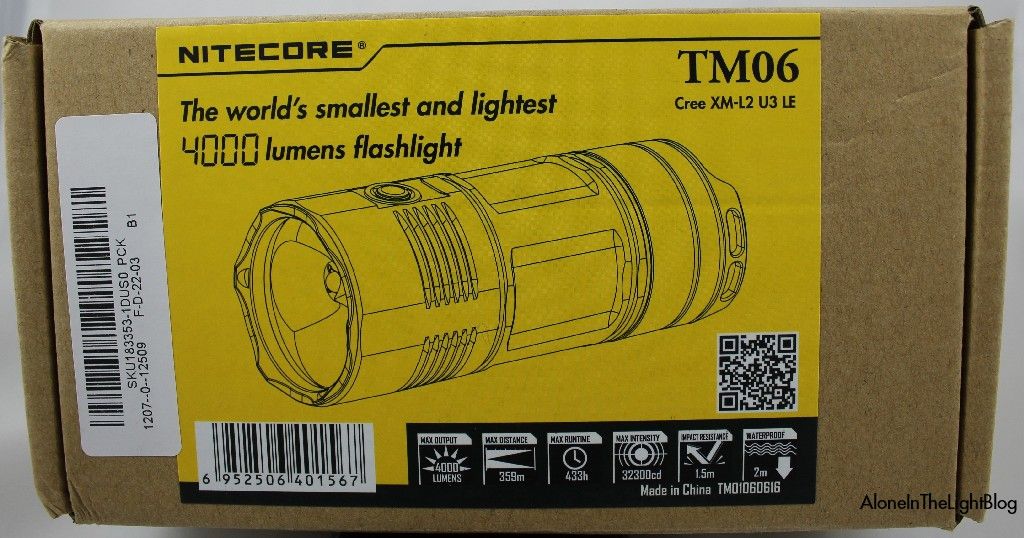 NITECORE®
TM06
Cree XM-L2 U3 LE
The world's smallest and lightest
4000 lumens flashlight
SKU183353-1DUS0 PCK B1
F-D-22-03
1207--0--12509
6 952506 401567
MAX OUTPUT
4000
LUMENS
MAX DISTANCE
359m
MAX RUNTIME
433h
MAX INTENSITY
32300cd
IMPACT RESISTANCE
1.5m
WATERPROOF
2m
Made in China TM01060616
AloneInTheLightBlog